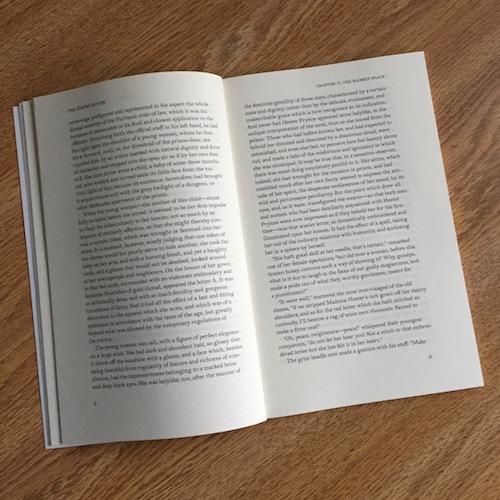 THE SCARLET LETTER
personage prefigured and represented in his aspect the whole
dismal severity of the Puritanic code of law, which it was his
business to administer in its final and closest application to the
offender. Stretching forth the official staff in his left hand, he laid
his right upon the shoulder of a young woman, whom he thus
drew forward, until, on the threshold of the prison-door, she
repelled him, by an action marked with natural dignity and force
of character, and stepped into the open air as if by her own free
will. She bore in her arms a child, a baby of some three months
old, who winked and turned aside its little face from the too
vivid light of day; because its existence, heretofore, had brought
it acquaintance only with the grey twilight of a dungeon, or
other darksome apartment of the prison.
When the young woman—the mother of this child—stood
fully revealed before the crowd, it seemed to be her first impulse
to clasp the infant closely to her bosom; not so much by an
impulse of motherly affection, as that she might thereby con-
ceal a certain token, which was wrought or fastened into her
dress. In a moment, however, wisely judging that one token of
her shame would but poorly serve to hide another, she took the
baby on her arm, and with a burning blush, and yet a haughty
smile, and a glance that would not be abashed, looked around
at her townspeople and neighbours. On the breast of her gown,
in fine red cloth, surrounded with an elaborate embroidery and
fantastic flourishes of gold thread, appeared the letter A. It was
so artistically done, and with so much fertility and gorgeous
luxuriance of fancy, that it had all the effect of a last and fitting
decoration to the apparel which she wore, and which was of a
splendour in accordance with the taste of the age, but greatly
beyond what was allowed by the sumptuary regulations of
the colony.
The young woman was tall, with a figure of perfect elegance
on a large scale. She had dark and abundant hair, so glossy that
it threw off the sunshine with a gleam; and a face which, besides
being beautiful from regularity of feature and richness of com-
plexion, had the impressiveness belonging to a marked brow
and deep black eyes. She was ladylike, too, after the manner of
CHAPTER II: THE MARKET-PLACE
the feminine gentility of those days; characterised by a certain
state and dignity, rather than by the delicate, evanescent, and
indescribable grace which is now recognised as its indication.
And never had Hester Prynne appeared more ladylike, in the
antique interpretation of the term, than as she issued from the
prison. Those who had before known her, and had expected to
behold her dimmed and obscured by a disastrous cloud, were
astonished, and even startled, to perceive how her beauty shone
out, and made a halo of the misfortune and ignominy in which
she was enveloped. It may be true, that, to a sensitive observer,
there was some thing exquisitely painful in it. Her attire, which
indeed, she had wrought for the occasion, in prison, and had
modelled much after her own fancy, seemed to express the atti-
tude of her spirit, the desperate recklessness of her mood, by its
wild and picturesque peculiarity. But the point which drew all
eyes, and, as it were, transfigured the wearer—so that both men
and women, who had been familiarly acquainted with Hester
Prynne were now impressed as if they beheld her for the first
time—was that scarlet letter, so fantastically embroidered and
illuminated upon her bosom. It had the effect of a spell, taking
her out of the ordinary relations with humanity, and enclosing
her in a sphere by herself.
"She hath good skill at her needle, that's certain," remarked
one of her female spectators; "but did ever a woman, before this
brazen hussy, contrive such a way of showing it! Why, gossips,
what is it but to laugh in the faces of our godly magistrates, and
make a pride out of what they, worthy gentlemen, meant for
a punishment?"
"It were well," muttered the most iron-visaged of the old
dames, "if we stripped Madame Hester's rich gown off her dainty
shoulders; and as for the red letter which she hath stitched so
curiously, I'll bestow a rag of mine own rheumatic flannel to
make a fitter one!"
"Oh, peace, neighbours—peace!" whispered their youngest
companion; "do not let her hear you! Not a stitch in that embroi-
dered letter but she has felt it in her heart."
The grim beadle now made a gesture with his staff. "Make